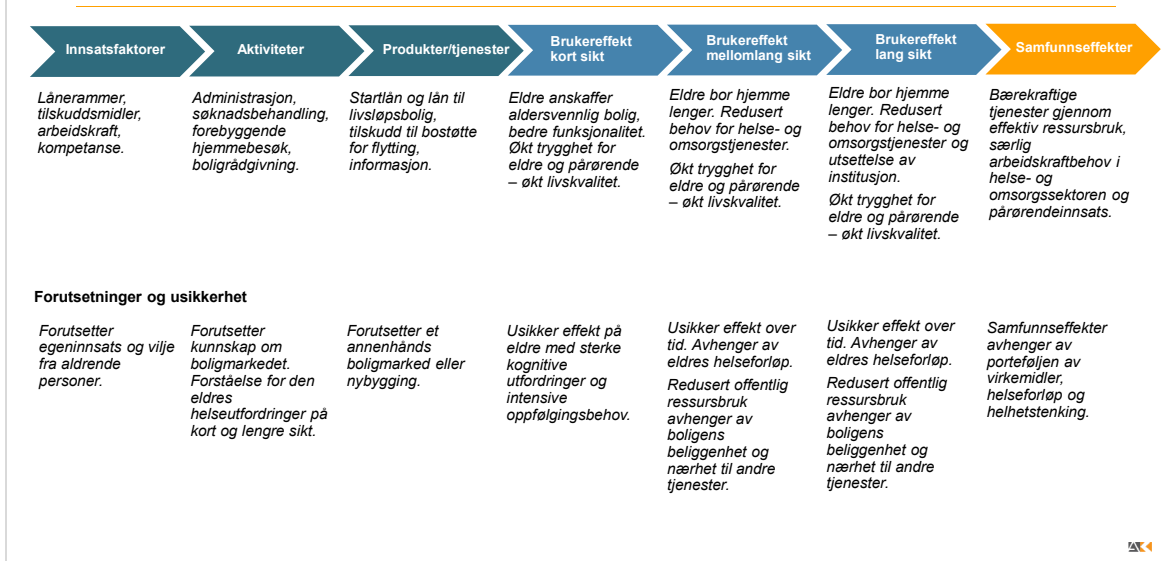 Innsatsfaktorer
Aktiviteter
Produkter/tjenester
Brukereffekt
kort sikt
Brukereffekt
mellomlang sikt
Brukereffekt
lang sikt
Samfunnseffekter
Lånerammer,
tilskuddsmidler,
arbeidskraft,
kompetanse.
Administrasjon,
søknadsbehandling,
forebyggende
hjemmebesøk,
boligrådgivning.
Startlån og lån til
livsløpsbolig,
tilskudd til bostøtte
for flytting,
informasjon.
Eldre anskaffer
aldersvennlig bolig,
bedre funksjonalitet.
Økt trygghet for
eldre og pårørende
– økt livskvalitet.
Eldre bor hjemme
lenger. Redusert
behov for helse- og
omsorgstjenester.
Økt trygghet for
eldre og pårørende
– økt livskvalitet.
Eldre bor hjemme
lenger. Redusert
behov for helse- og
omsorgstjenester og
utsettelse av
institusjon.
Økt trygghet for
eldre og pårørende
– økt livskvalitet.
Bærekraftige
tjenester gjennom
effektiv ressursbruk,
særlig
arbeidskraftbehov i
helse- og
omsorgssektoren og
pårørendeinnsats.
Forutsetninger og usikkerhet
Forutsetter
egeninnsats og vilje
fra aldrende
personer.
Forutsetter
kunnskap om
boligmarkedet.
Forståelse for den
eldres
helseutfordringer på
kort og lengre sikt.
Forutsetter et
annenhånds
boligmarked eller
nybygging.
Usikker effekt på
eldre med sterke
kognitive
utfordringer og
intensive
oppfølgingsbehov.
Usikker effekt over
tid. Avhenger av
eldres helseforløp.
Redusert offentlig
ressursbruk
avhenger av
boligens
beliggenhet og
nærhet til andre
tjenester.
Usikker effekt over
tid. Avhenger av
eldres helseforløp.
Redusert offentlig
ressursbruk
avhenger av
boligens
beliggenhet og
nærhet til andre
tjenester.
Samfunnseffekter
avhenger av
porteføljen av
virkemidler,
helseforløp og
helhetstenking.